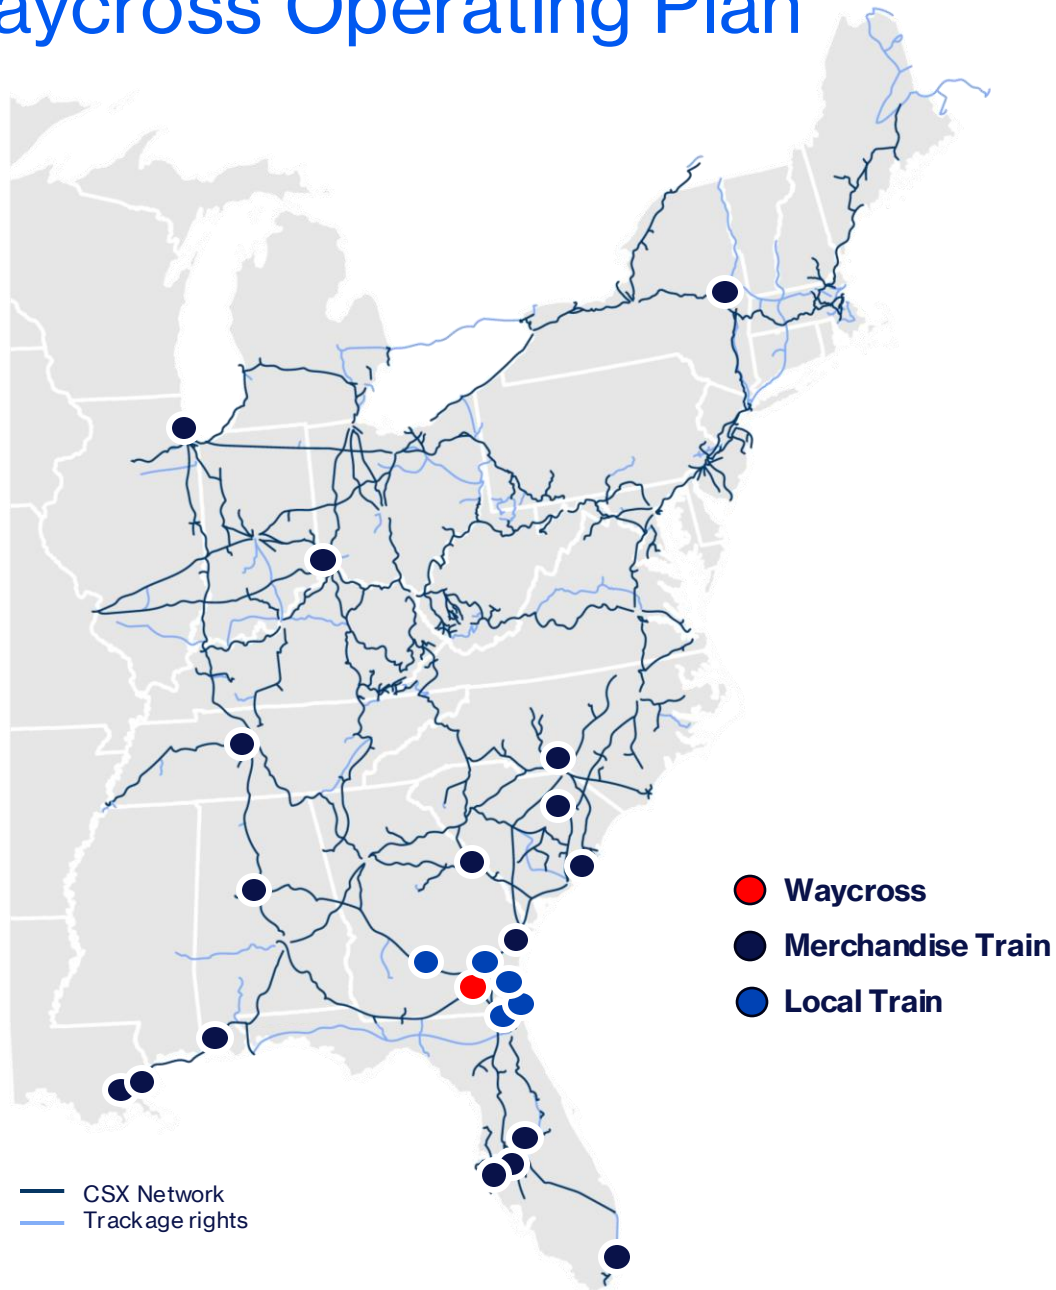 aycross Operating Plan
Waycross
Merchandise Train
Local Train
CSX Network
Trackage rights